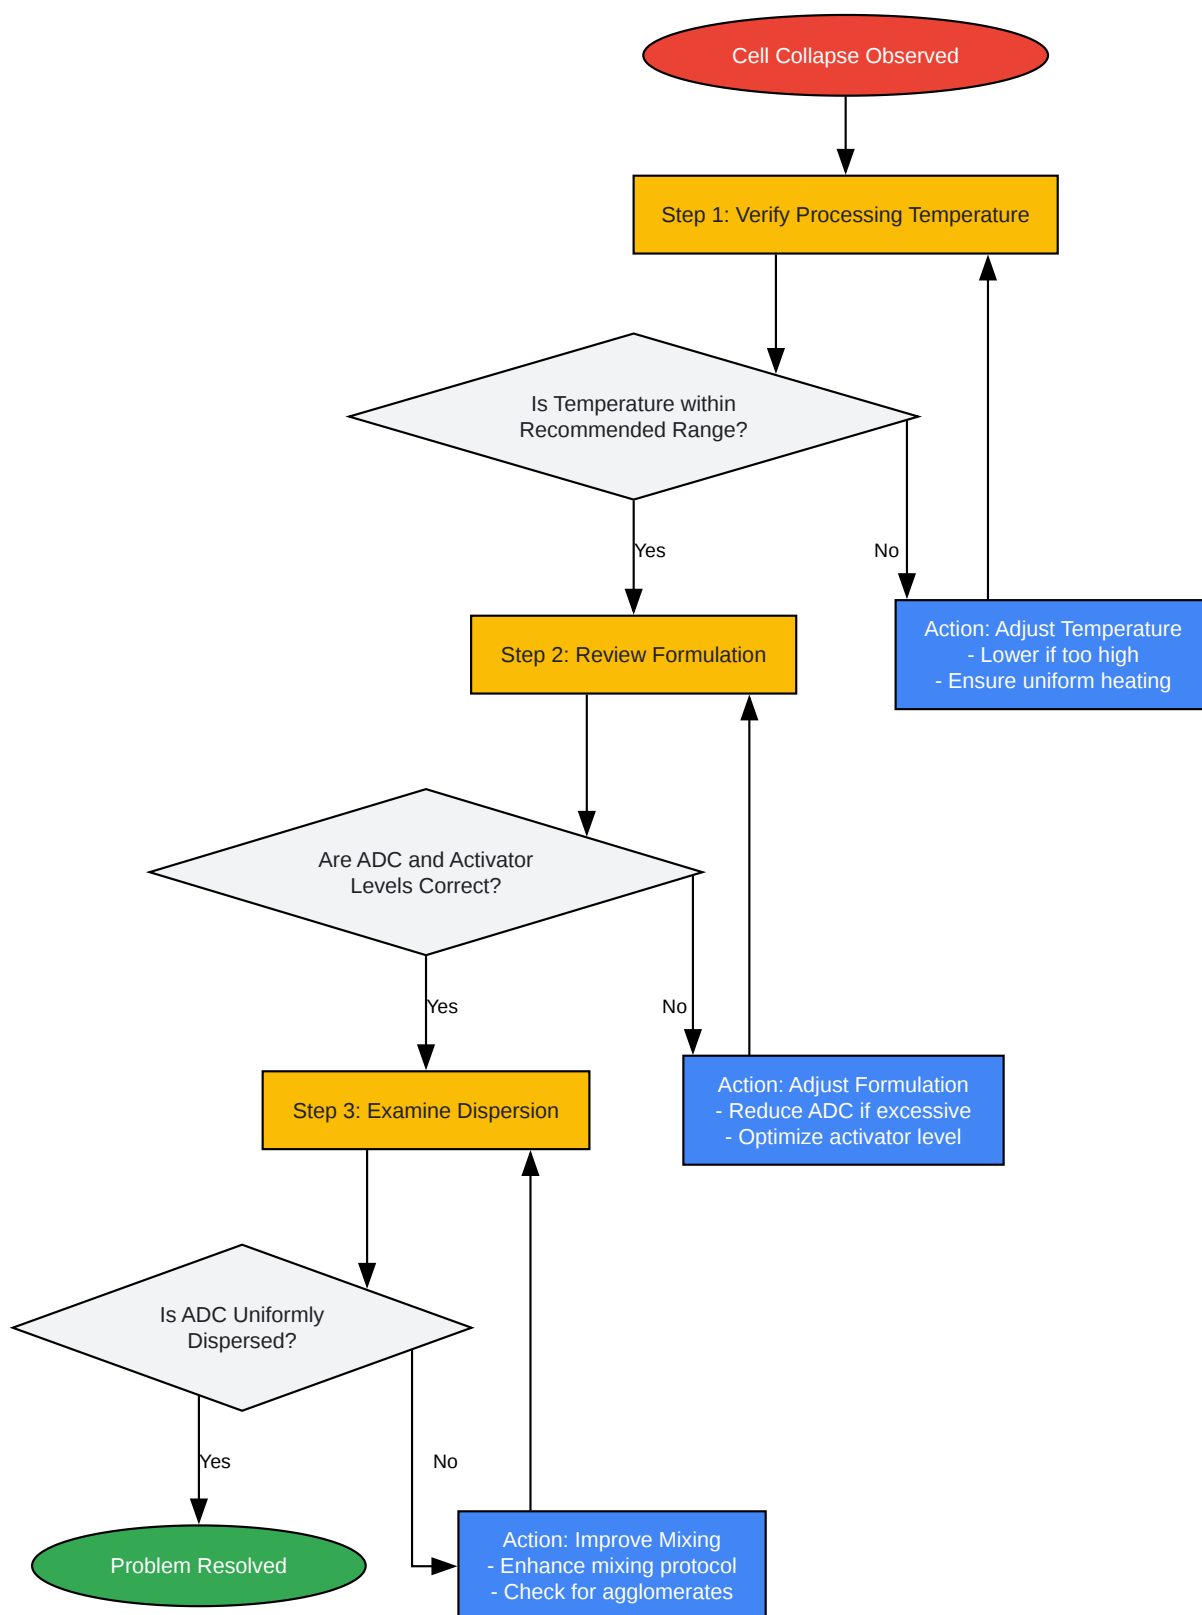 Cell Collapse Observed
Step 1: Verify Processing Temperature
Is Temperature within
Recommended Range?
Yes
No
Action: Adjust Temperature
- Lower if too high
- Ensure uniform heating
Step 2: Review Formulation
Are ADC and Activator
Levels Correct?
Yes
No
Action: Adjust Formulation
- Reduce ADC if excessive
- Optimize activator level
Step 3: Examine Dispersion
Is ADC Uniformly
Dispersed?
Yes
No
Action: Improve Mixing
- Enhance mixing protocol
- Check for agglomerates
Problem Resolved